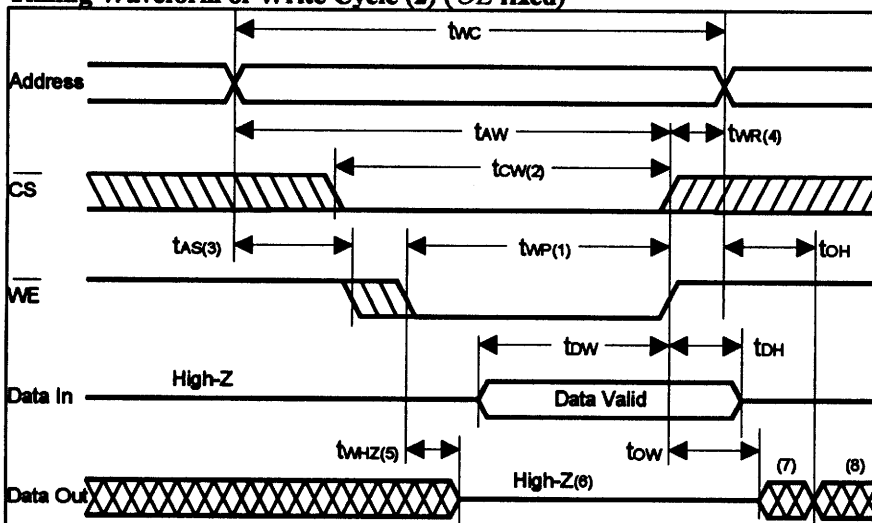 Timing Waveform of Write Cycle (2) (OE fixed)
tWC
Address
tAW
tWR(4)
tCW(2)
CS
tAS(3)
tWP(1)
tOH
WE
tDW
tDH
High-Z
Data In
Data Valid
tWHZ(5)
tOW
High-Z(6)
(7)
(8)
Data Out